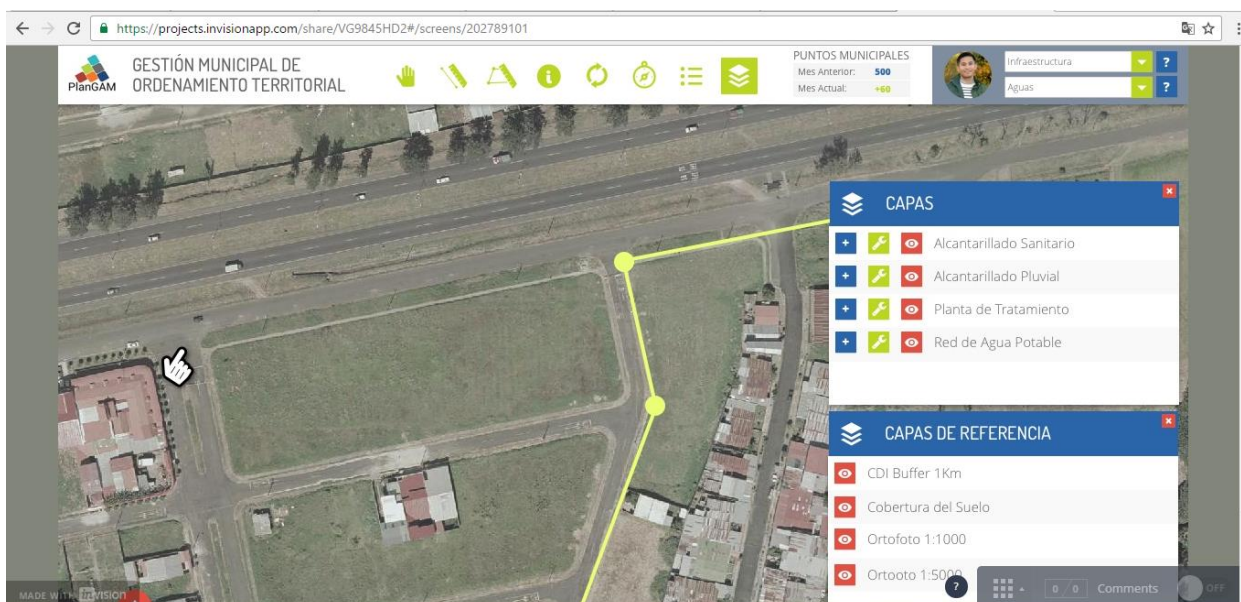 https://projects.invisionapp.com/share/VG9845HD2#/screens/202789101
PlanGAM
GESTIÓN MUNICIPAL DE
ORDENAMIENTO TERRITORIAL
PUNTOS MUNICIPALES
Mes Anterior: 500
Mes Actual: +60
Infraestructura ?
Aguas ?
CAPAS
Alcantarillado Sanitario
Alcantarillado Pluvial
Planta de Tratamiento
Red de Agua Potable
CAPAS DE REFERENCIA
CDI Buffer 1Km
Cobertura del Suelo
Ortofoto 1:1000
Ortooto 1:5000
? 0/0 Comments OFF
MADE WITH invision